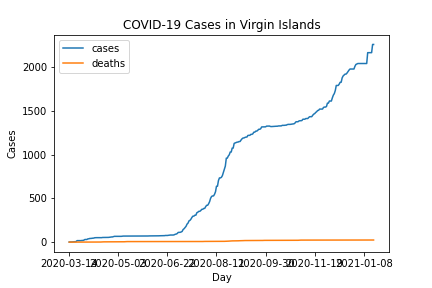 COVID-19 Cases in Virgin Islands
cases
deaths
2000
1500
1000
500
0
Cases
2020-03-14 2020-05-03 2020-06-22 2020-08-11 2020-09-30 2020-11-19 2021-01-08
Day